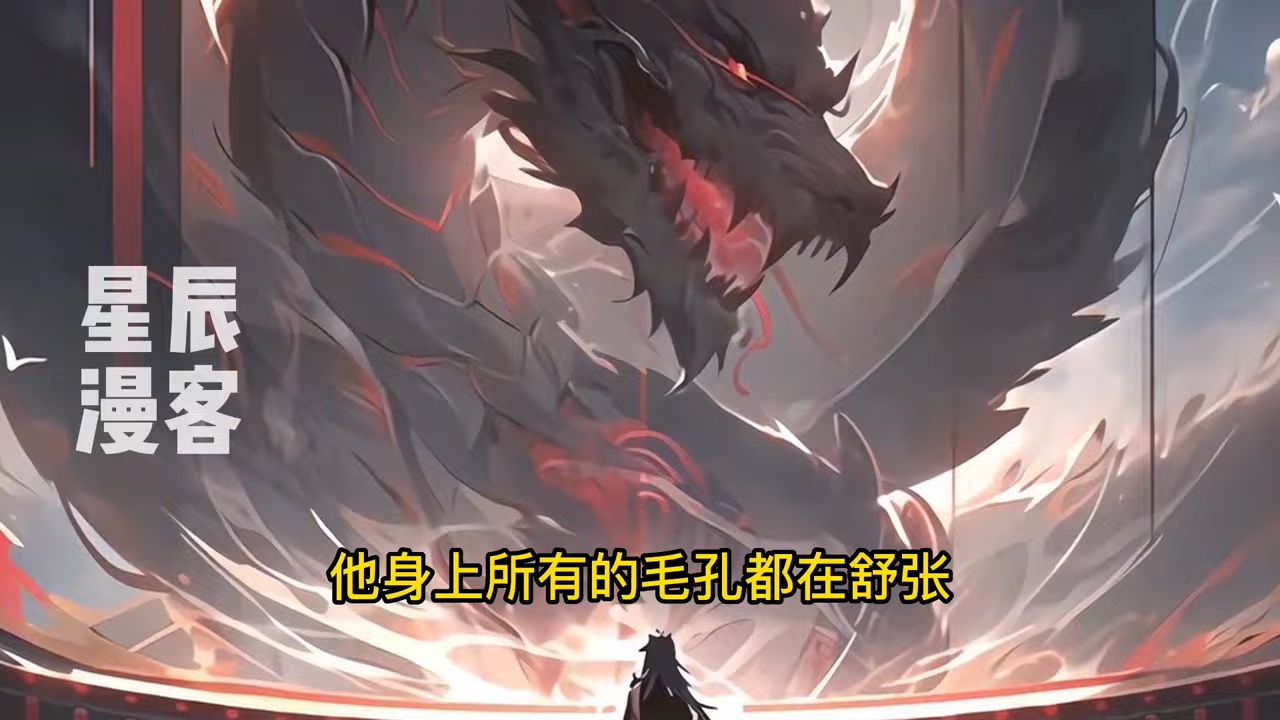 星辰
漫客
他身上所有的毛孔都在舒张